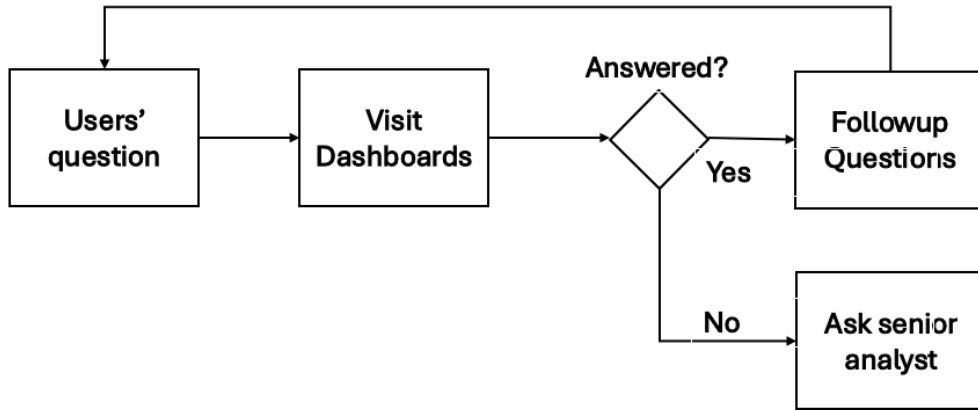 Users'
question
Visit
Dashboards
Answered?
Yes
Followup
Questions
No
Ask senior
analyst